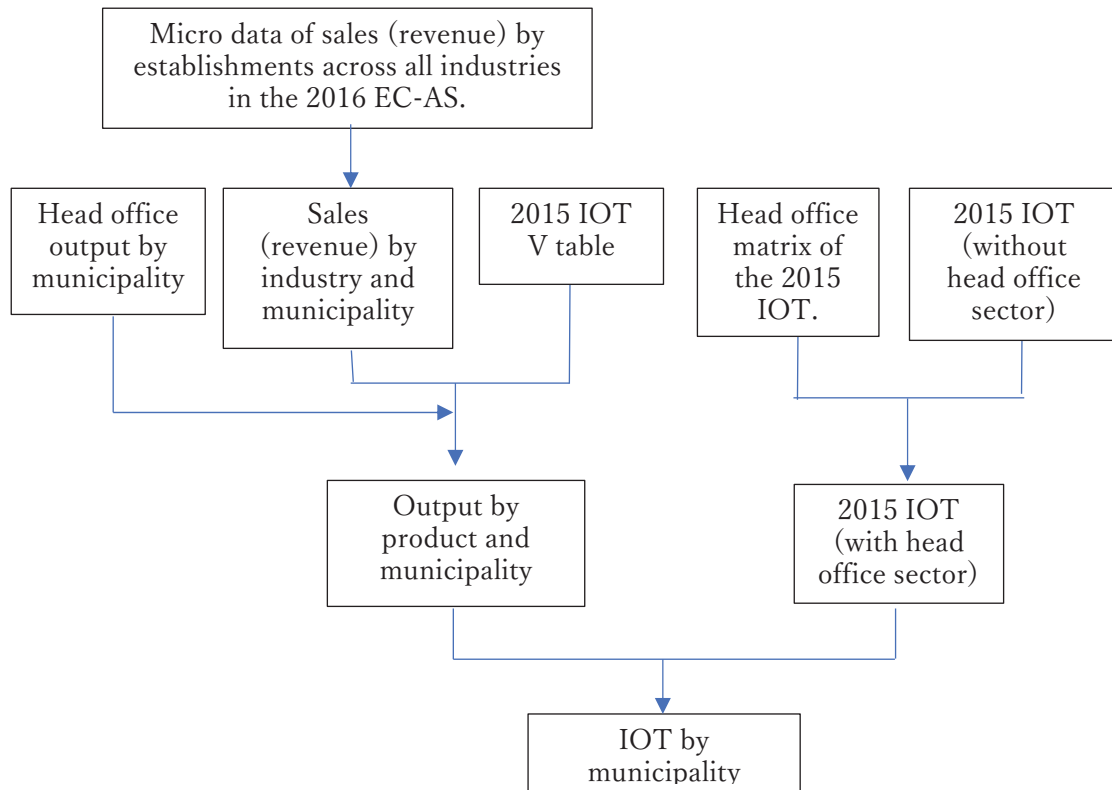 Micro data of sales (revenue) by
establishments across all industries
in the 2016 EC-AS.
Head office
output by
municipality
Sales
(revenue) by
industry and
municipality
2015 IOT
V table
Head office
matrix of
the 2015
IOT.
2015 IOT
(without
head office
sector)
Output by
product and
municipality
2015 IOT
(with head
office sector)
IOT by
municipality